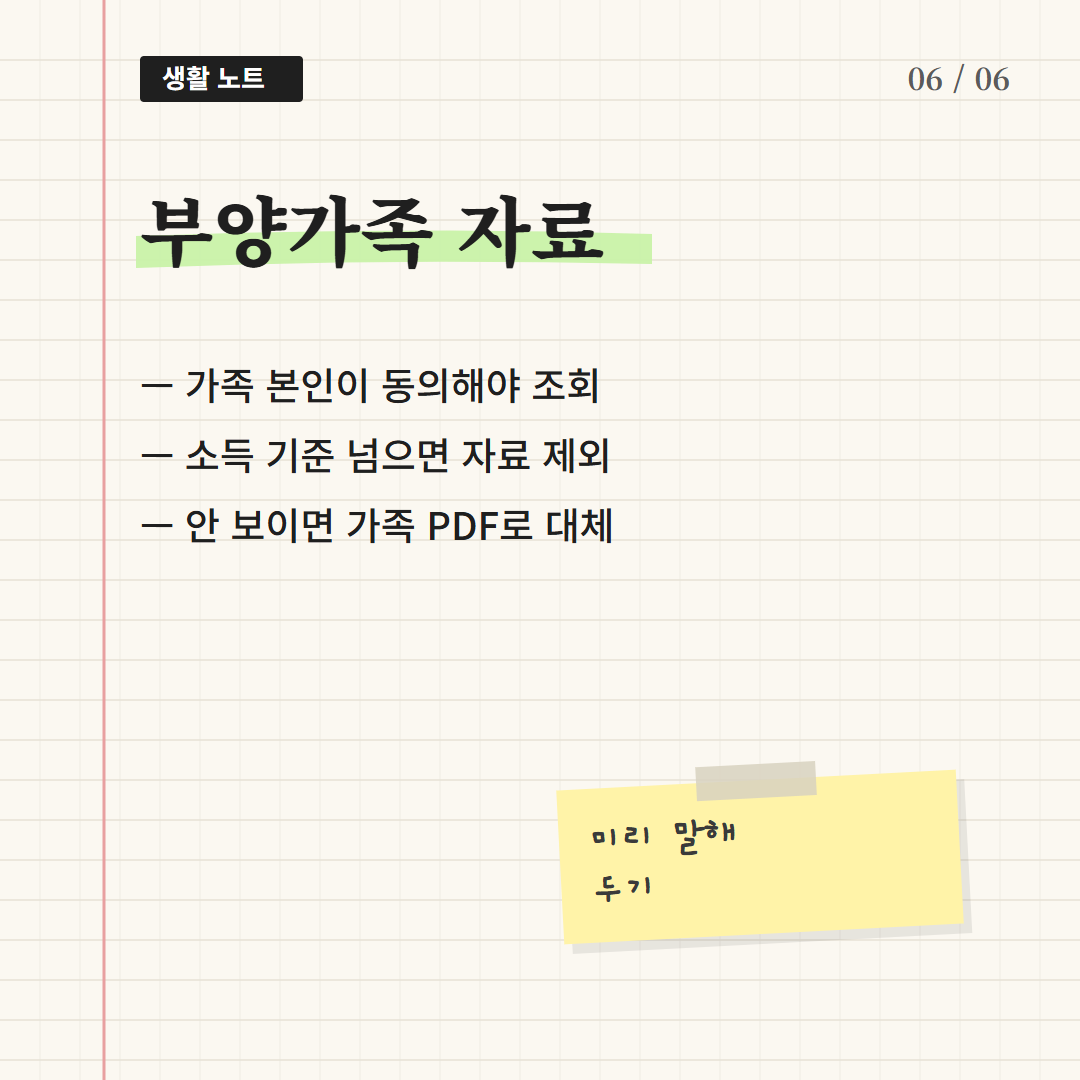 생활 노트
06 / 06
부양가족 자료
— 가족 본인이 동의해야 조회
— 소득 기준 넘으면 자료 제외
— 안 보이면 가족 PDF로 대체
미리 말해
두기